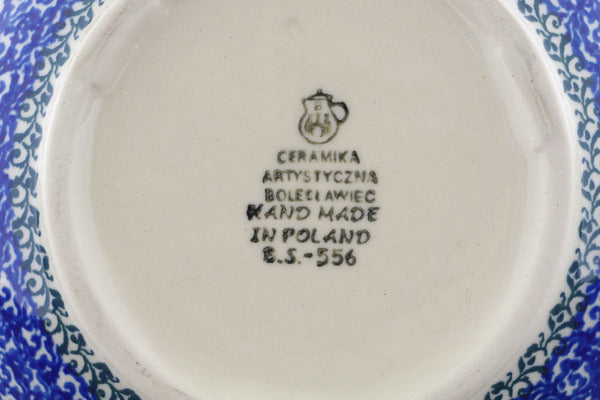 CERAMIKA
ARTYSTYCZNA
BOLESŁAWIEC
HAND MADE
IN POLAND
E.S.-556